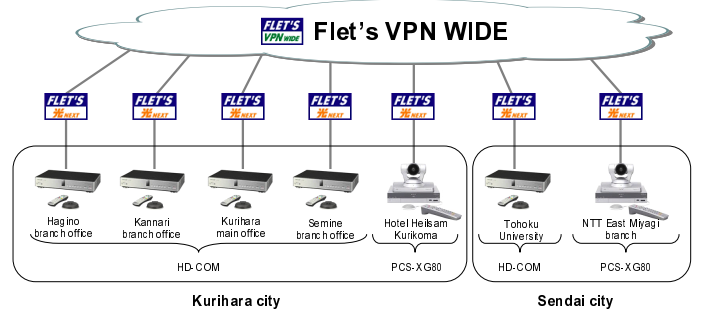 FLET'S
VPN WIDE
Flet's VPN WIDE
FLET'S
光NEXT
FLET'S
光NEXT
FLET'S
光NEXT
FLET'S
光NEXT
FLET'S
光NEXT
FLET'S
光NEXT
FLET'S
光NEXT
Hagino
branch office
Kannari
branch office
Kurihara
main office
Semine
branch office
Hotel Heilsam
Kurikoma
Tohoku
University
NTT East Miyagi
branch
HD-COM
PCS-XG80
HD-COM
PCS-XG80
Kurihara city
Sendai city